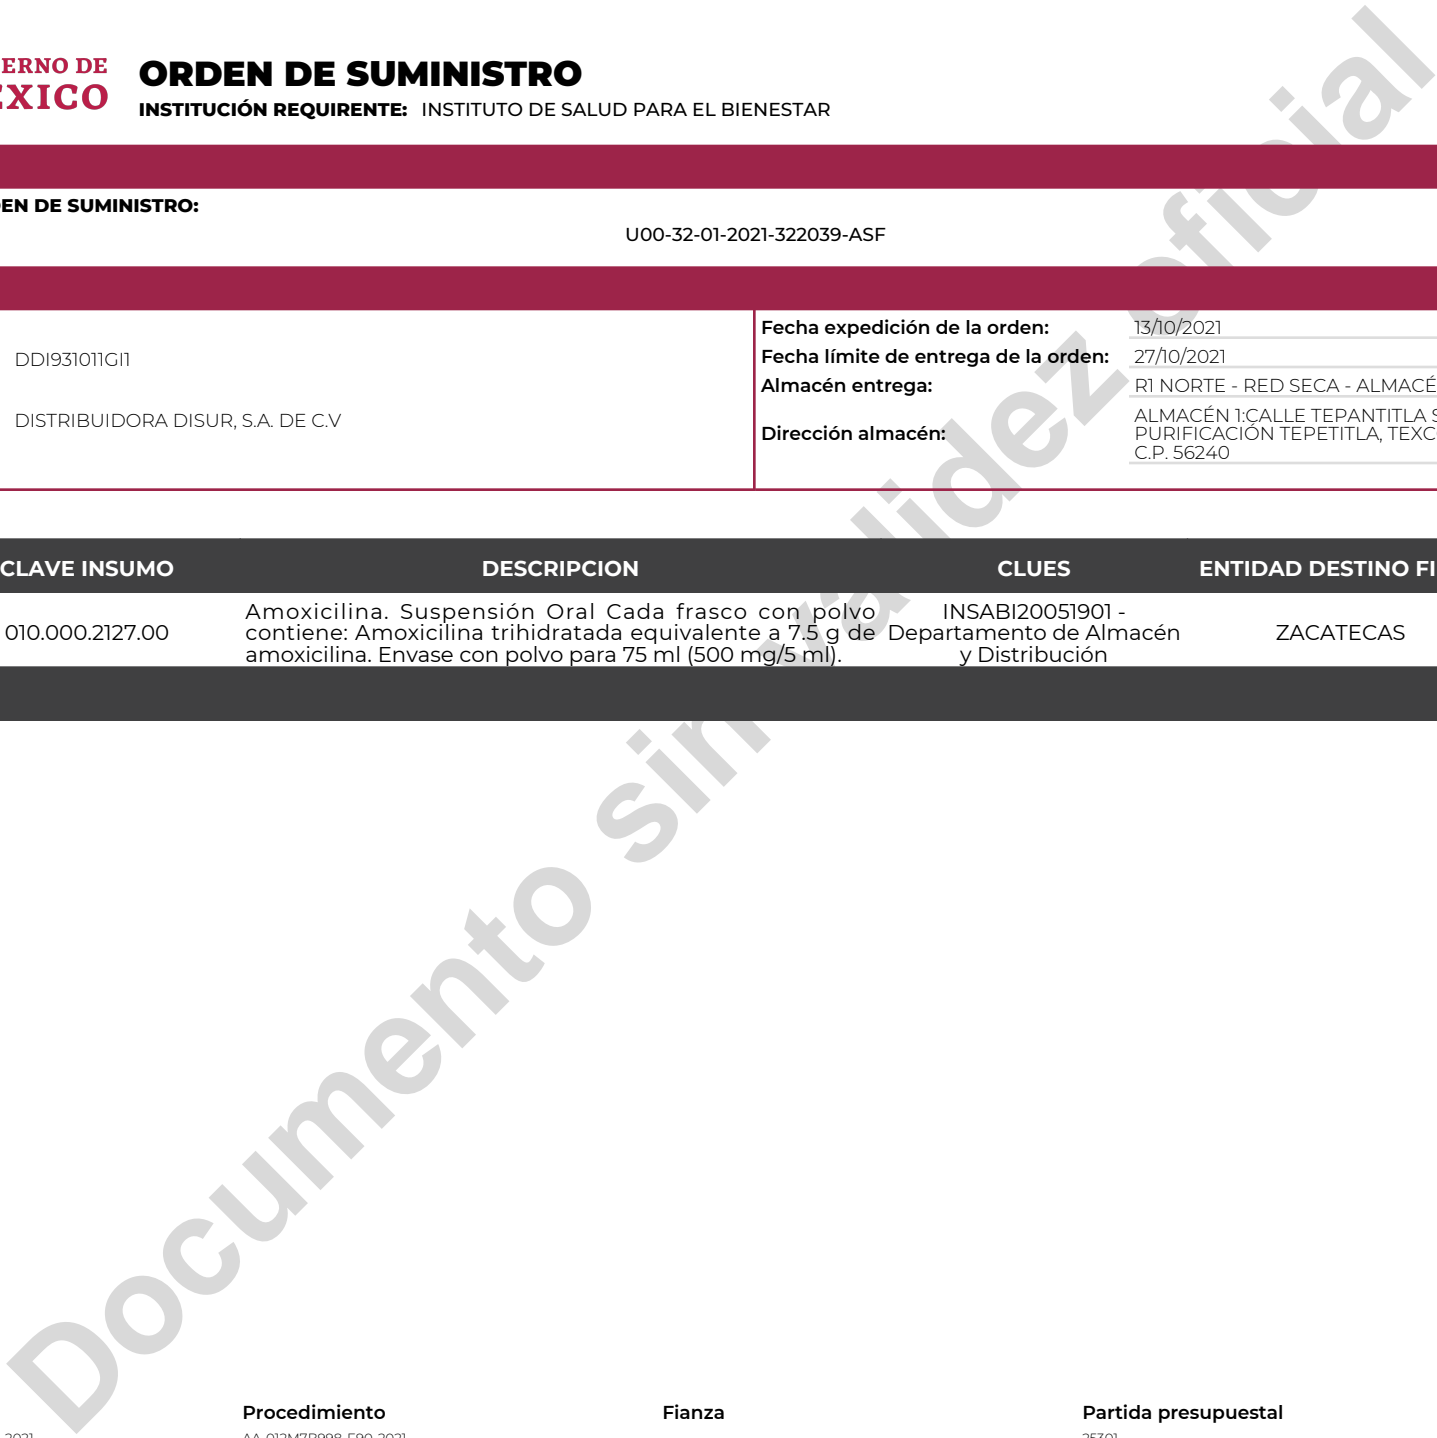 ERNO DE
ÉXICO
ORDEN DE SUMINISTRO
INSTITUCIÓN REQUIRENTE: INSTITUTO DE SALUD PARA EL BIENESTAR
EN DE SUMINISTRO:
U00-32-01-2021-322039-ASF
DDI931011GI1
DISTRIBUIDORA DISUR, S.A. DE C.V
Fecha expedición de la orden: 13/10/2021
Fecha límite de entrega de la orden: 27/10/2021
Almacén entrega: R1 NORTE - RED SECA - ALMACÉ
Dirección almacén: ALMACÉN 1:CALLE TEPANTITLA S
PURIFICACIÓN TEPETITLA, TEXC
C.P. 56240
CLAVE INSUMO DESCRIPCION CLUES ENTIDAD DESTINO FI
010.000.2127.00
Amoxicilina. Suspensión Oral Cada frasco con polvo
contiene: Amoxicilina trihidratada equivalente a 7.5 g de
amoxicilina. Envase con polvo para 75 ml (500 mg/5 ml).
INSABI20051901 -
Departamento de Almacén
y Distribución
ZACATECAS
Documento sin validez oficial
Procedimiento Fianza Partida presupuestal